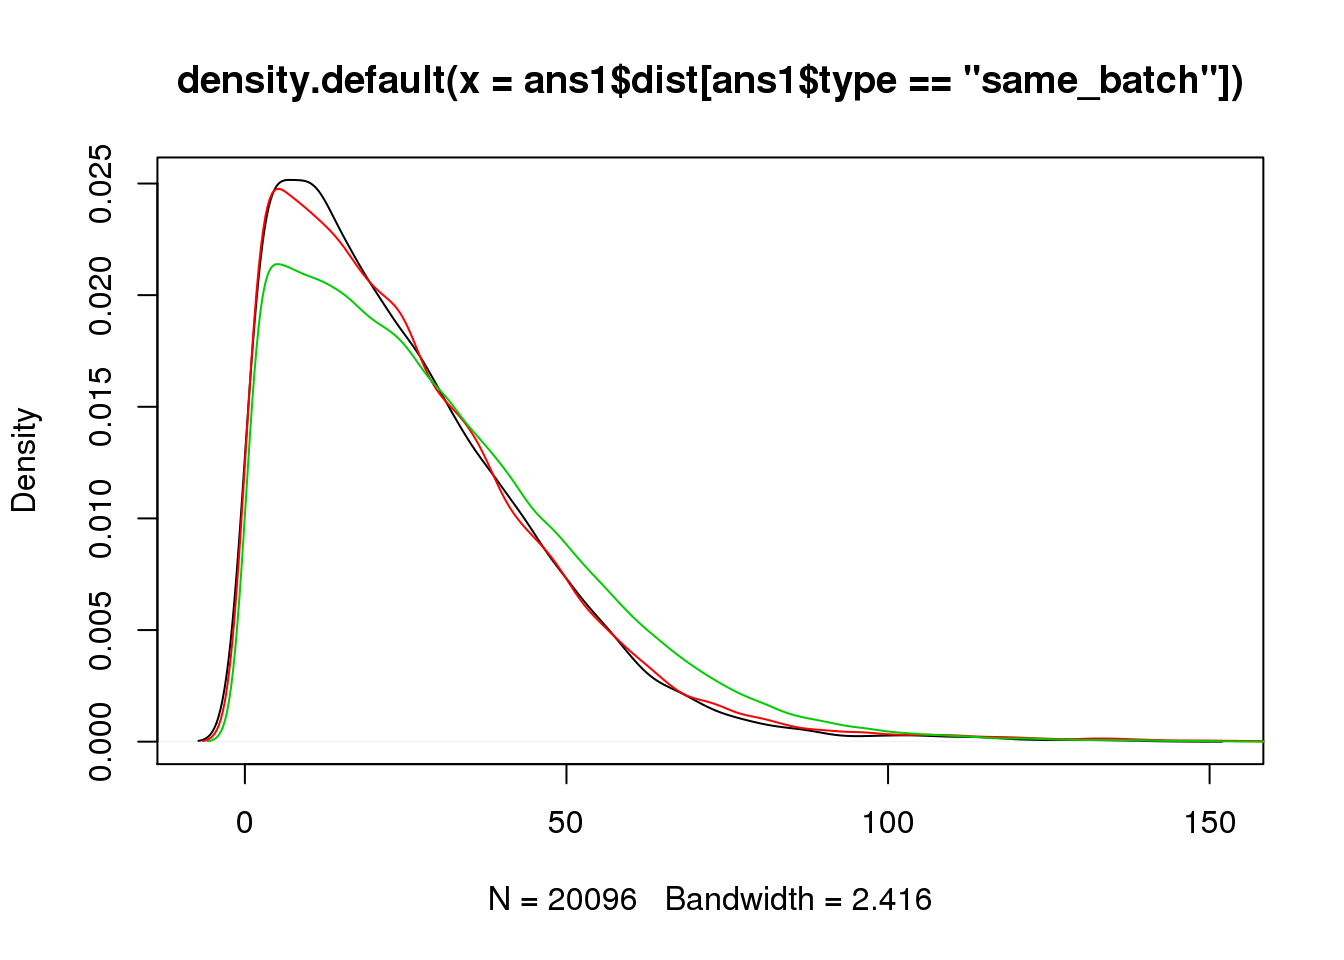 density.default(x = ans1$dist[ans1$type == "same_batch"])
Density
0.025
0.020
0.015
0.010
0.005
0.000
0 50 100 150
N = 20096   Bandwidth = 2.416